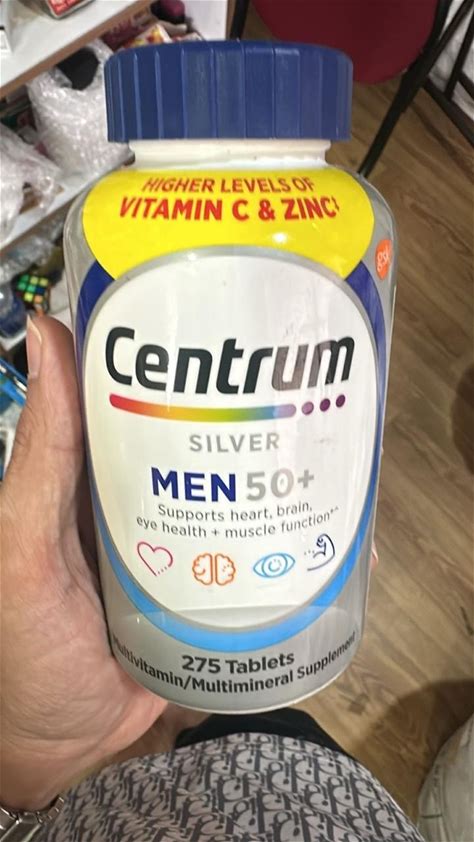 HIGHER LEVELS OF
VITAMIN C & ZINC‡
gsk
Centrum
SILVER
MEN 50+
Supports heart, brain,
eye health + muscle function^^
275 Tablets
Multivitamin/Multimineral Supplement